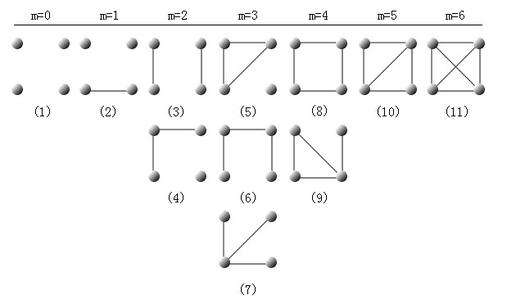 m=0 m=1 m=2 m=3 m=4 m=5 m=6
(1) (2) (3) (5) (8) (10) (11)
(4) (6) (9)
(7)